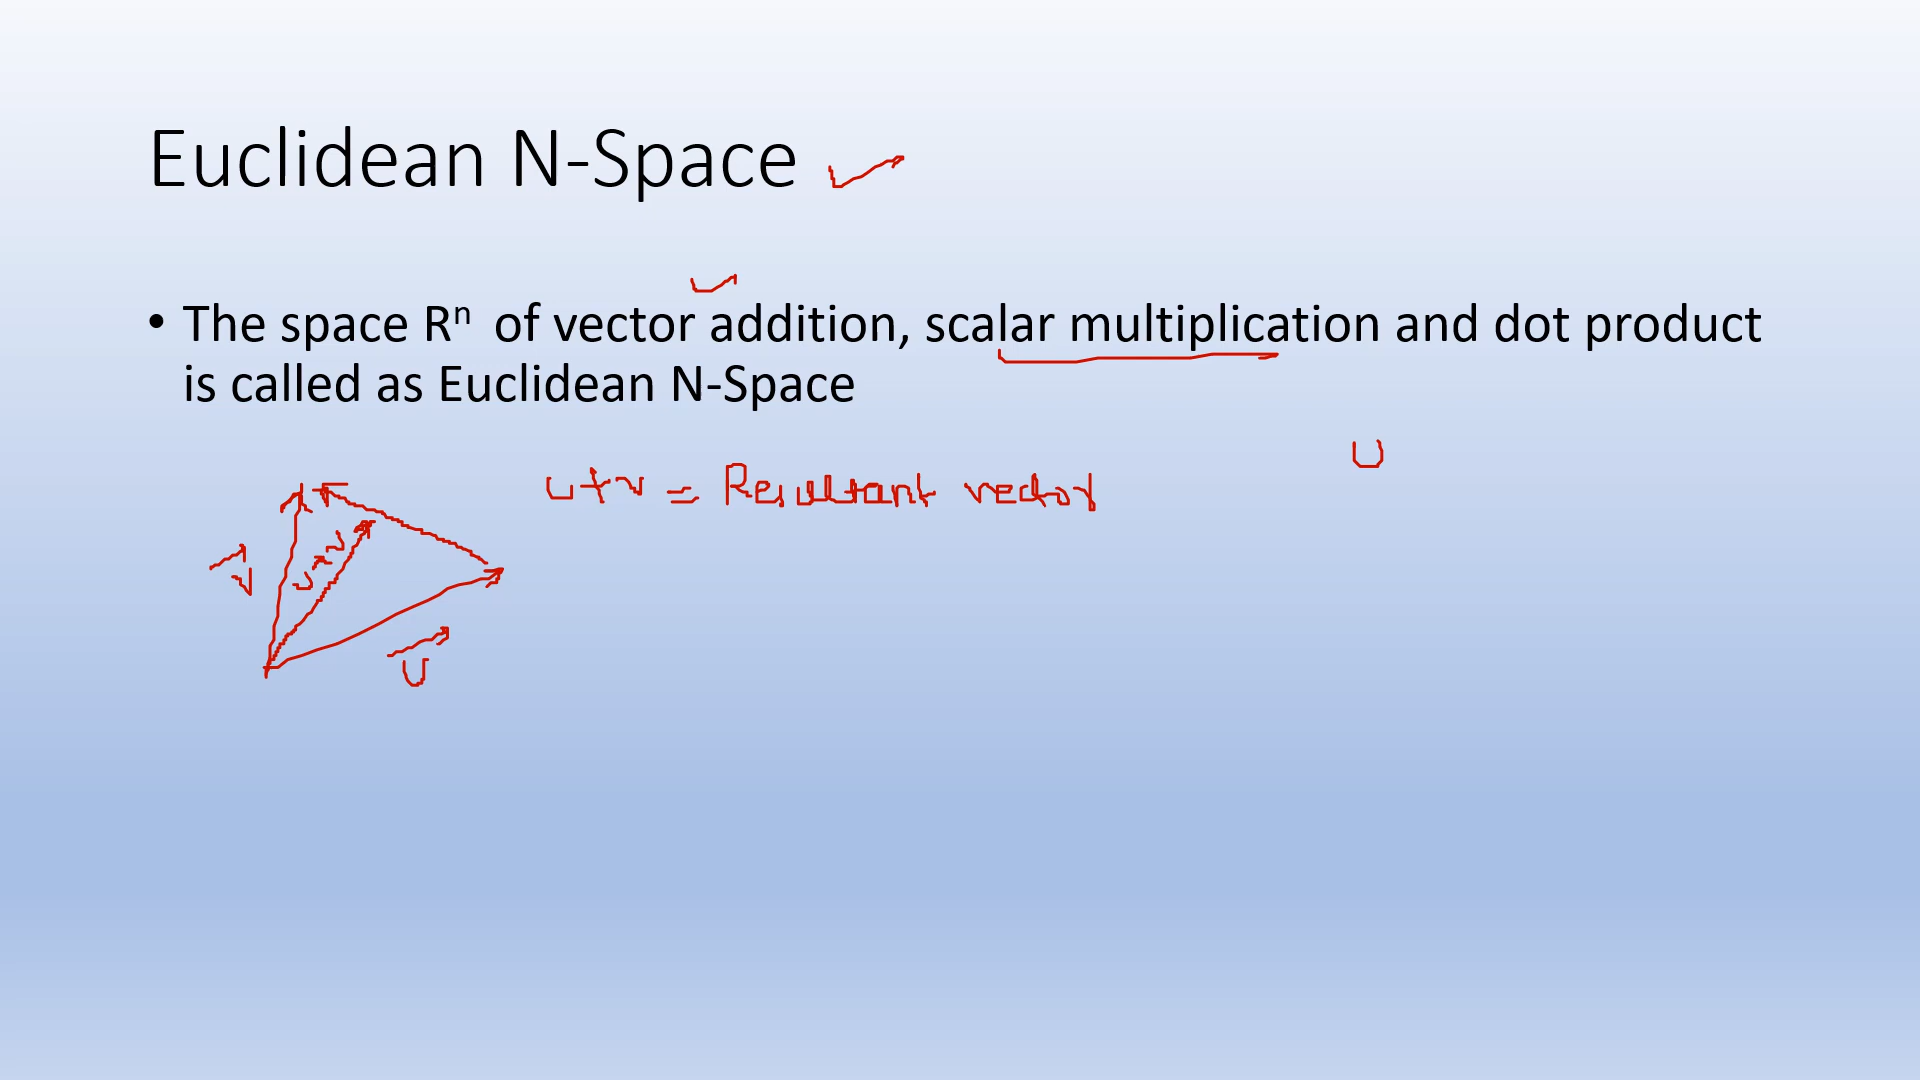 Euclidean N-Space
• The space Rⁿ of vector addition, scalar multiplication and dot product
is called as Euclidean N-Space
U
u+v = Resultant vector
u+v
V
U